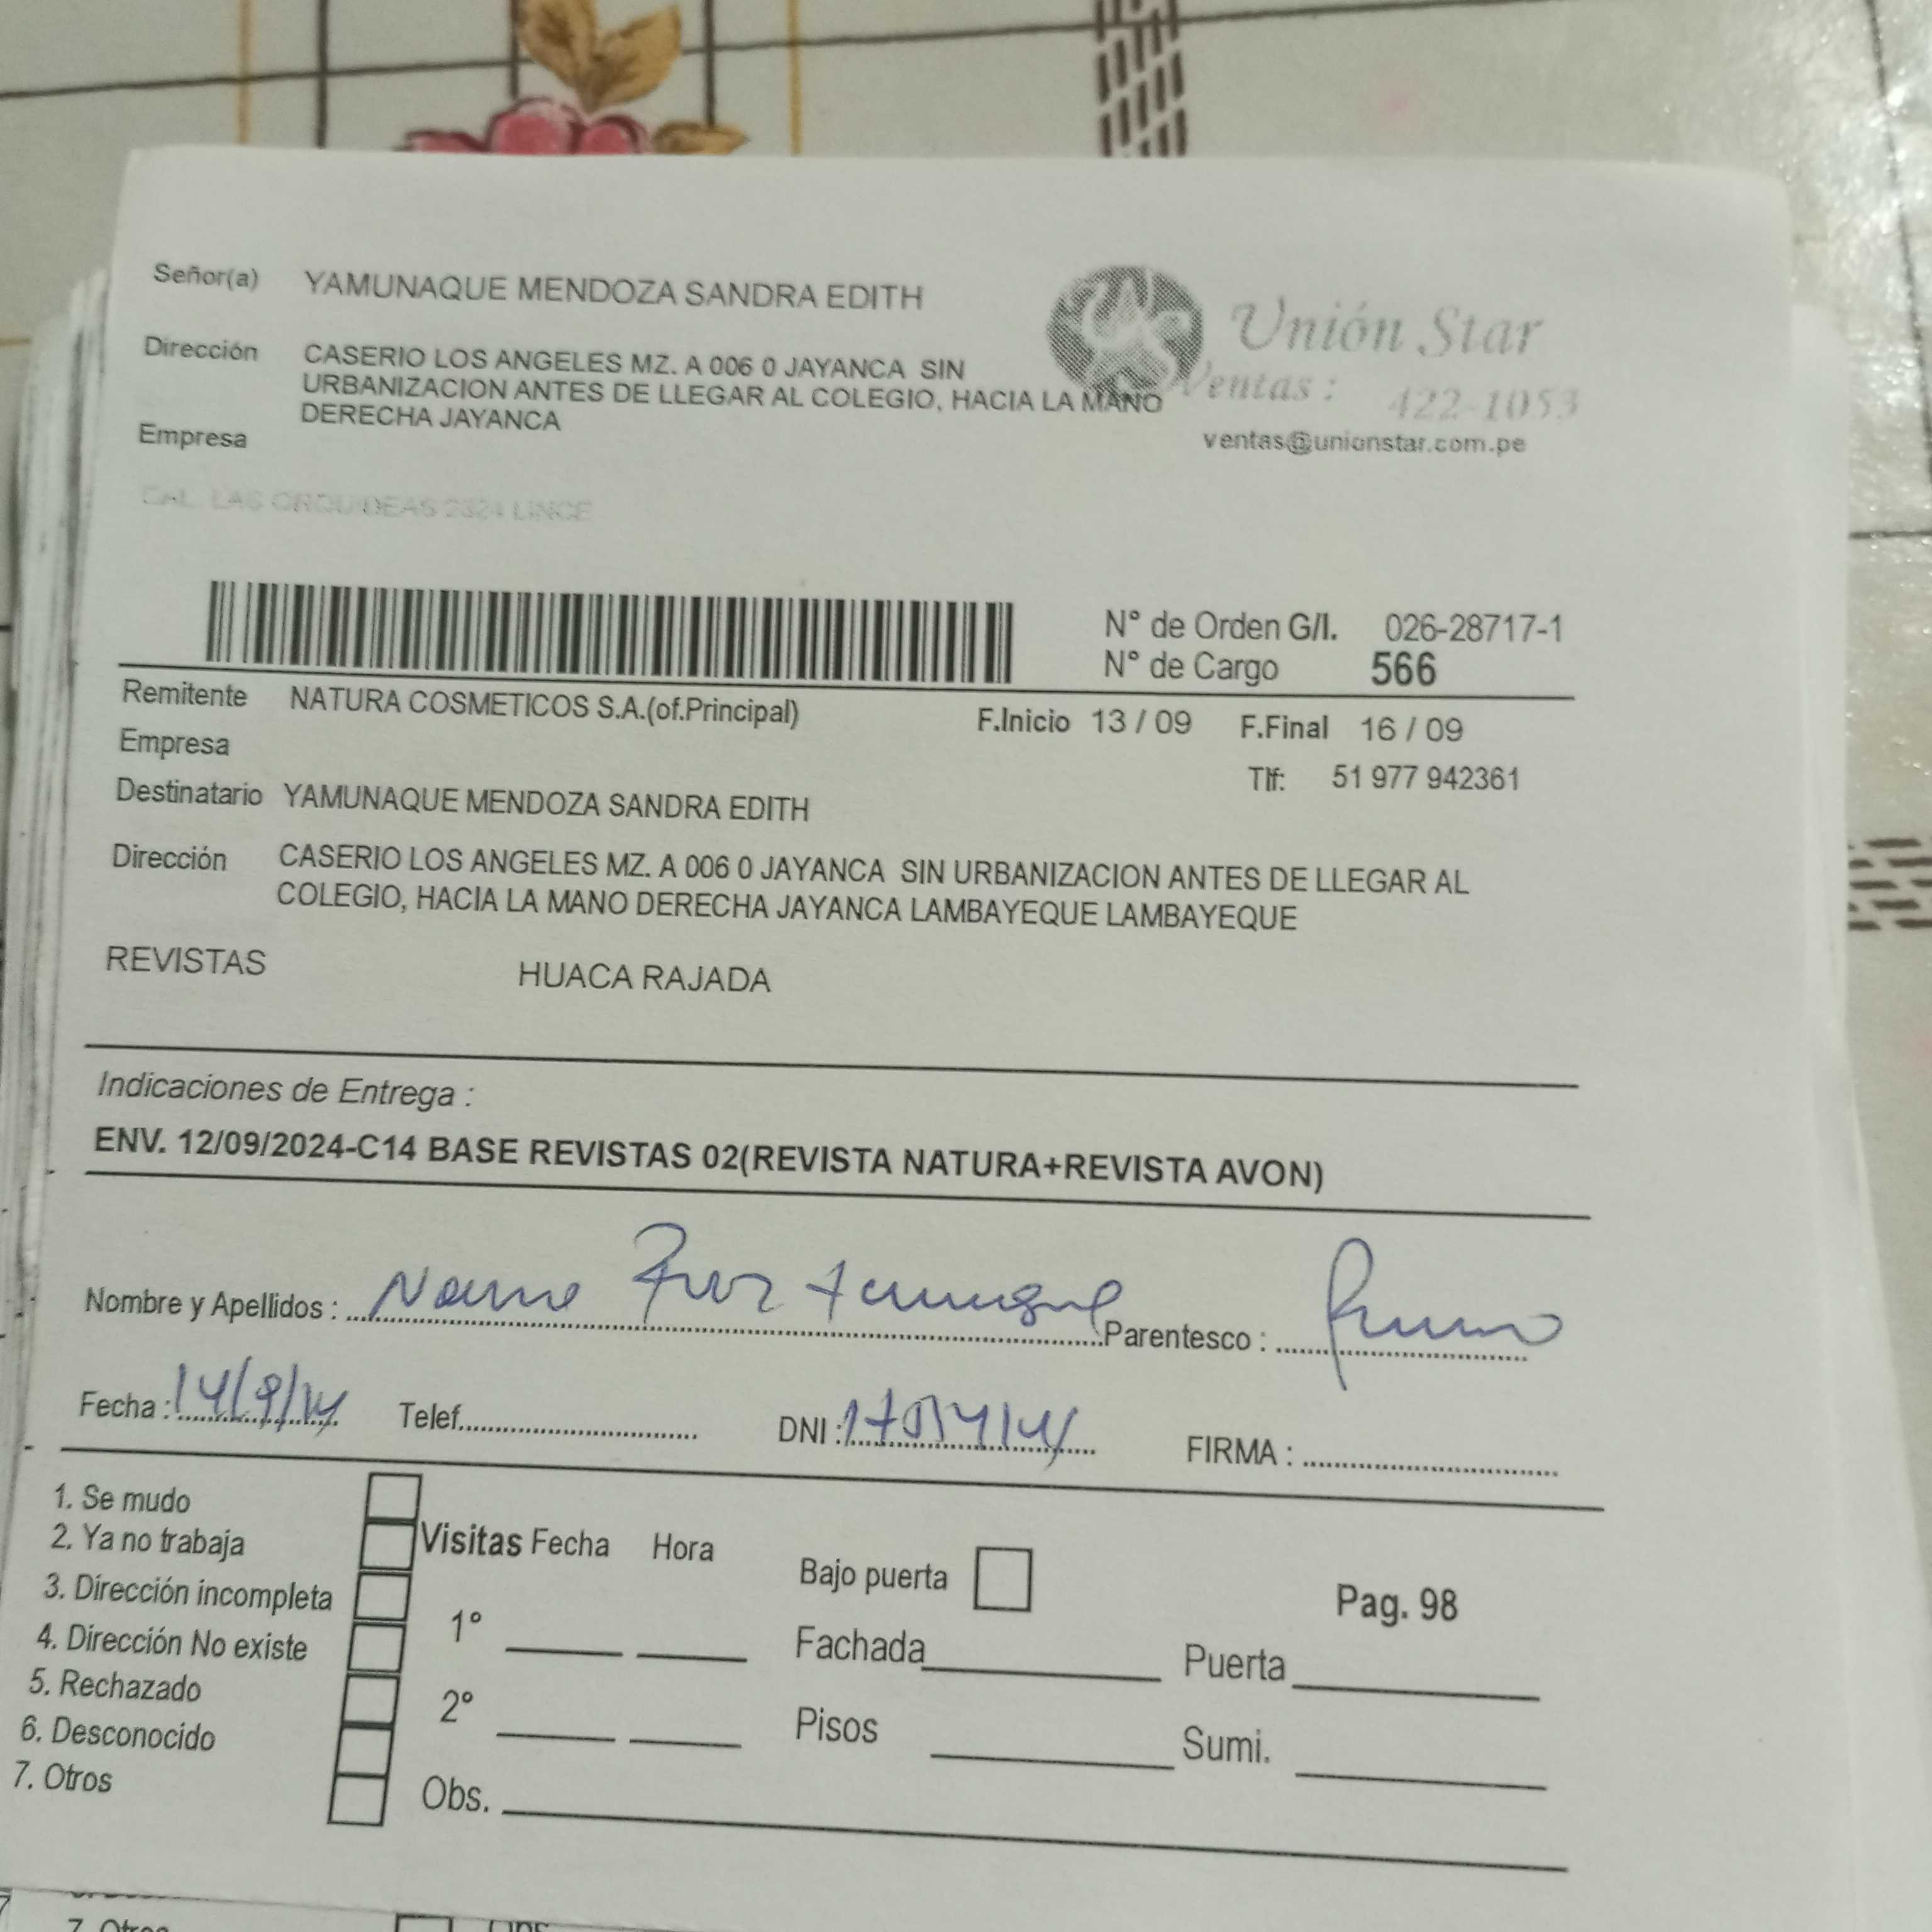 Señor(a) YAMUNAQUE MENDOZA SANDRA EDITH
Unión Star
Dirección CASERIO LOS ANGELES MZ. A 006 0 JAYANCA SIN
URBANIZACION ANTES DE LLEGAR AL COLEGIO, HACIA LA MANO
DERECHA JAYANCA
Ventas : 422-1053
ventas@unionstar.com.pe
Empresa
CAL. LAS ORQUIDEAS 2324 LINCE
N° de Orden G/I. 026-28717-1
N° de Cargo 566
Remitente NATURA COSMETICOS S.A.(of.Principal)
F.Inicio 13 / 09 F.Final 16 / 09
Empresa
Tlf: 51 977 942361
Destinatario YAMUNAQUE MENDOZA SANDRA EDITH
Dirección CASERIO LOS ANGELES MZ. A 006 0 JAYANCA SIN URBANIZACION ANTES DE LLEGAR AL
COLEGIO, HACIA LA MANO DERECHA JAYANCA LAMBAYEQUE LAMBAYEQUE
REVISTAS HUACA RAJADA
Indicaciones de Entrega :
ENV. 12/09/2024-C14 BASE REVISTAS 02(REVISTA NATURA+REVISTA AVON)
Nombre y Apellidos : Parentesco :
Fecha : Telef. DNI : FIRMA :
1. Se mudo
2. Ya no trabaja
3. Dirección incompleta
4. Dirección No existe
5. Rechazado
6. Desconocido
7. Otros
Visitas Fecha Hora
1°
2°
Obs.
Bajo puerta
Pag. 98
Fachada Puerta
Pisos Sumi.
7. Otros